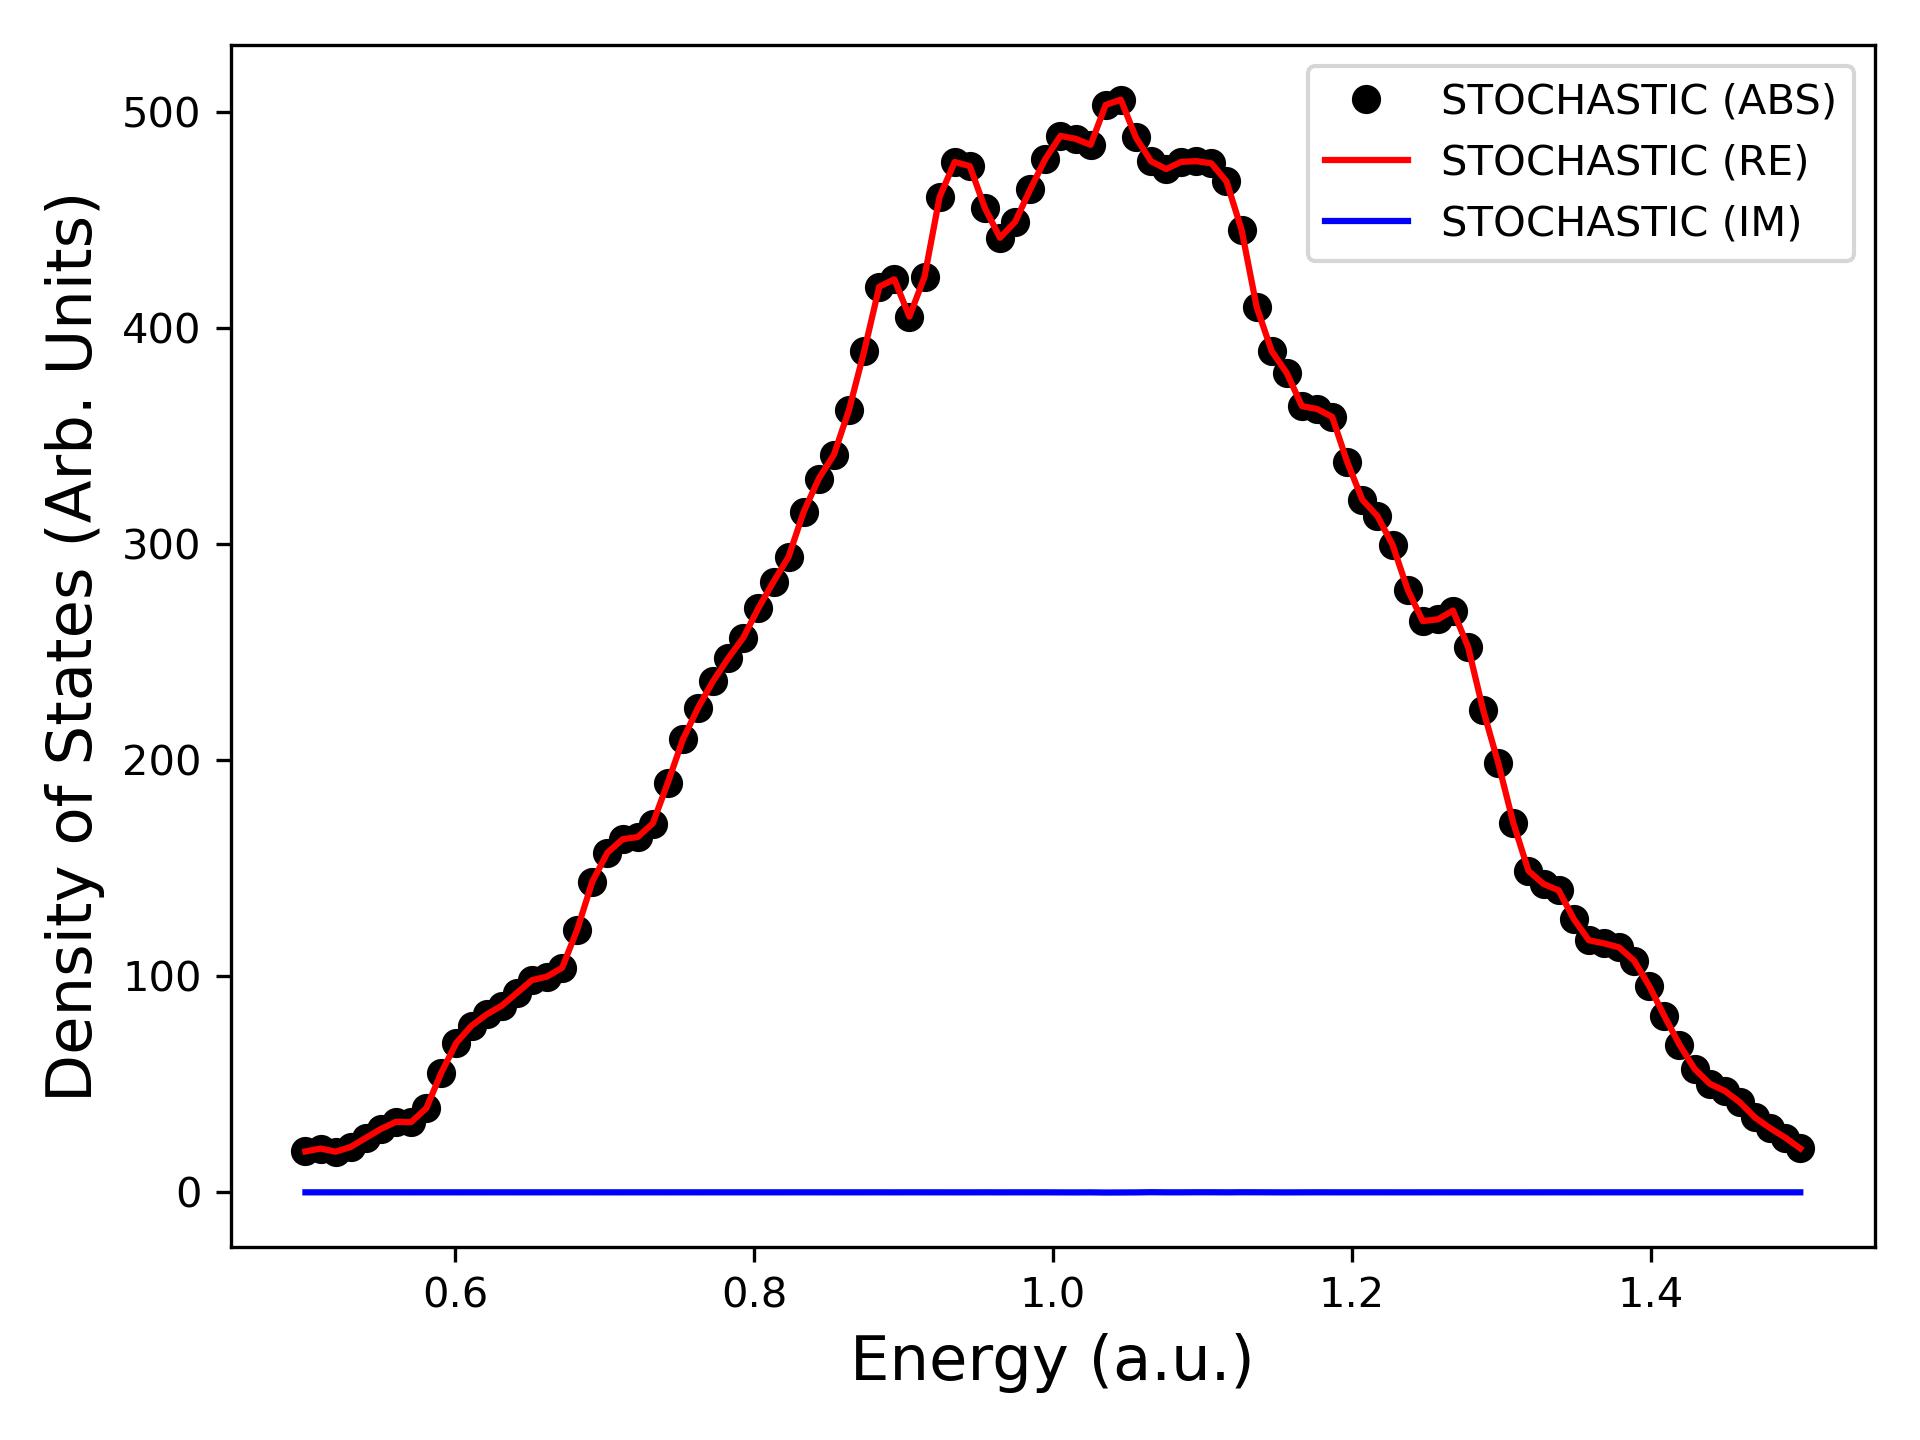 Density of States (Arb. Units)
500
400
300
200
100
0
STOCHASTIC (ABS)
STOCHASTIC (RE)
STOCHASTIC (IM)
0.6 0.8 1.0 1.2 1.4
Energy (a.u.)